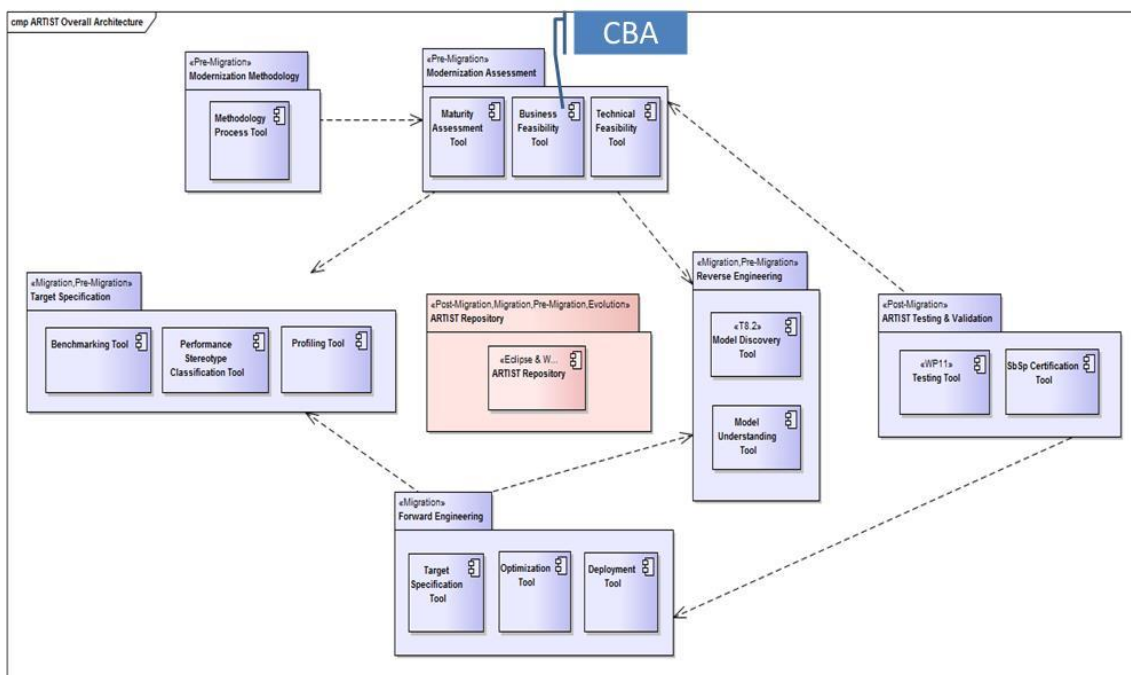 cmp ARTIST Overall Architecture
CBA
«Pre-Migration»
Modernization Methodology
Methodology
Process Tool
«Pre-Migration»
Modernization Assessment
Maturity
Assessment
Tool
Business
Feasibility
Tool
Technical
Feasibility
Tool
«Migration,Pre-Migration»
Target Specification
Benchmarking Tool
Performance
Stereotype
Classification Tool
Profiling Tool
«Post-Migration,Migration,Pre-Migration,Evolution»
ARTIST Repository
«Eclipse & W...
ARTIST Repository
«Migration,Pre-Migration»
Reverse Engineering
«T8.2»
Model Discovery
Tool
Model
Understanding
Tool
«Post-Migration»
ARTIST Testing & Validation
«WP11»
Testing Tool
SbSp Certification
Tool
«Migration»
Forward Engineering
Target
Specification
Tool
Optimization
Tool
Deployment
Tool